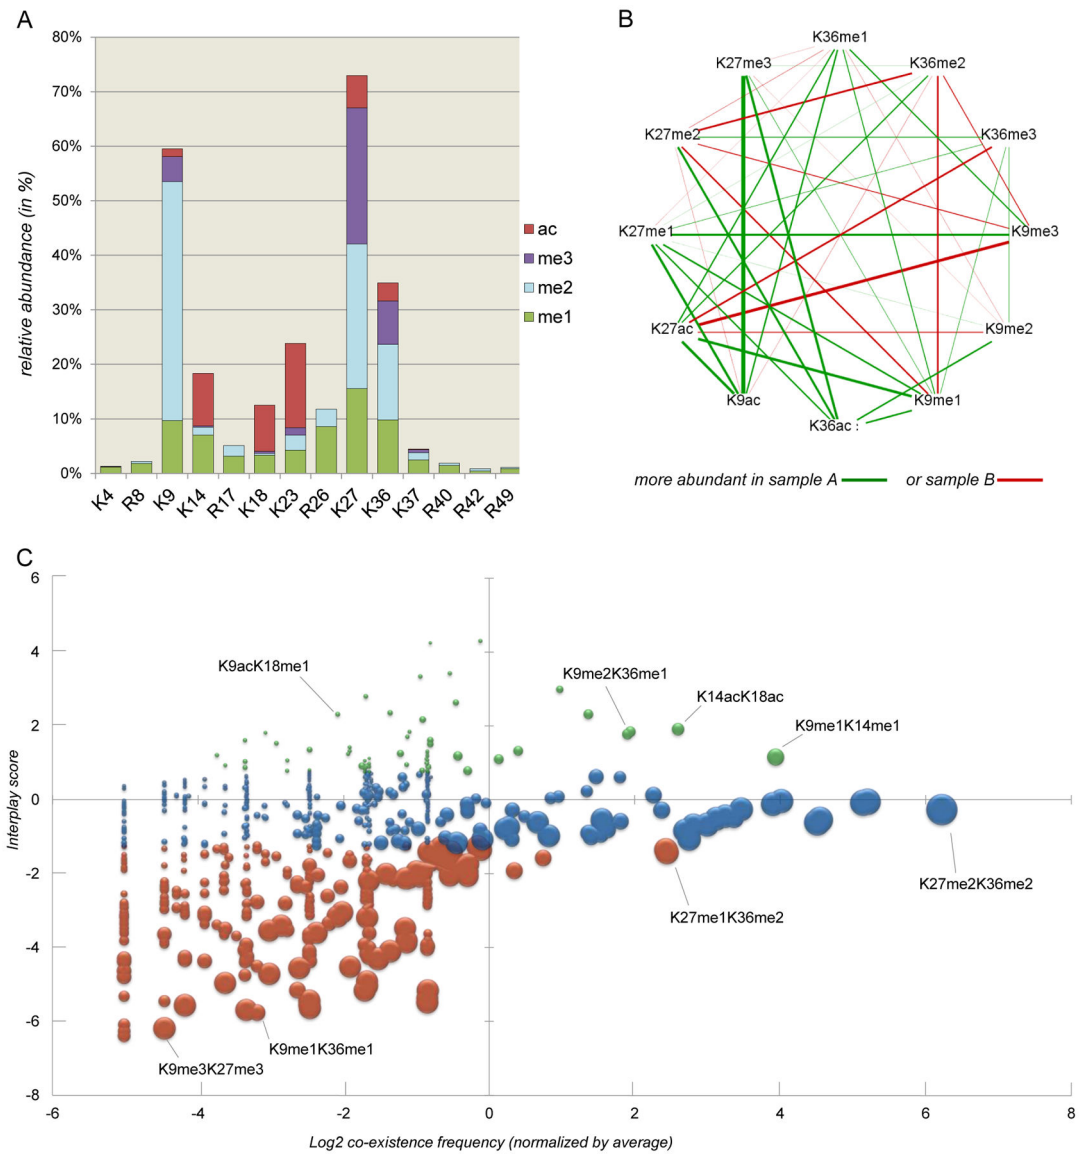 A
80%
70%
60%
50%
40%
30%
20%
10%
0%
relative abundance (in %)
K4
R8
K9
K14
R17
K18
K23
R26
K27
K36
K37
R40
R42
R49
ac
me3
me2
me1
B
K36me1
K27me3
K36me2
K27me2
K36me3
K27me1
K9me3
K27ac
K9me2
K9ac
K9me1
K36ac :
more abundant in sample A
or sample B
C
6
4
2
0
-2
-4
-6
-8
Interplay score
K9acK18me1
K9me2K36me1
K14acK18ac
K9me1K14me1
K27me2K36me2
K27me1K36me2
K9me1K36me1
K9me3K27me3
-6
-4
-2
0
2
4
6
8
Log2 co-existence frequency (normalized by average)